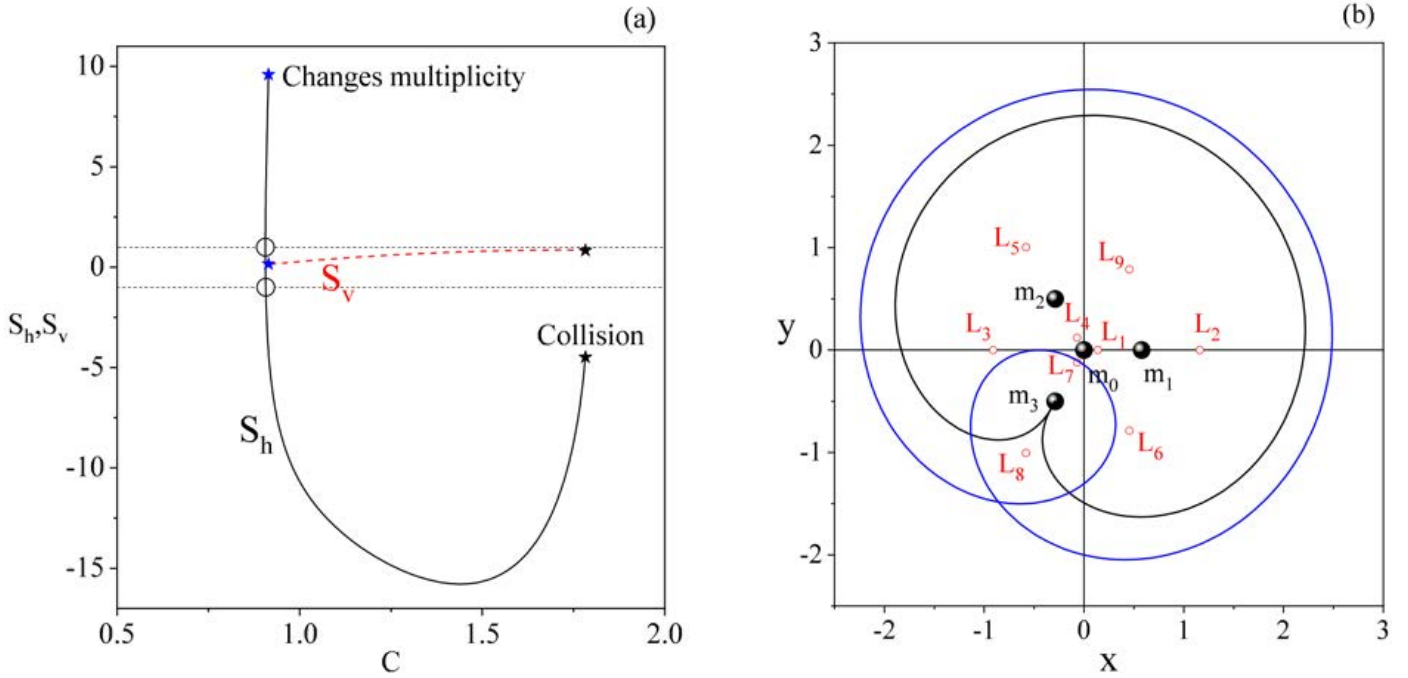 (a)
10
5
0
-5
-10
-15
S_h,S_v
Changes multiplicity
S_v
Collision
S_h
0.5
1.0
1.5
2.0
C
(b)
3
2
1
0
-1
-2
y
L_5
L_9
m_2
L_3
L_4
L_1
L_2
L_7
m_0
m_1
m_3
L_8
L_6
-2
-1
0
1
2
3
x